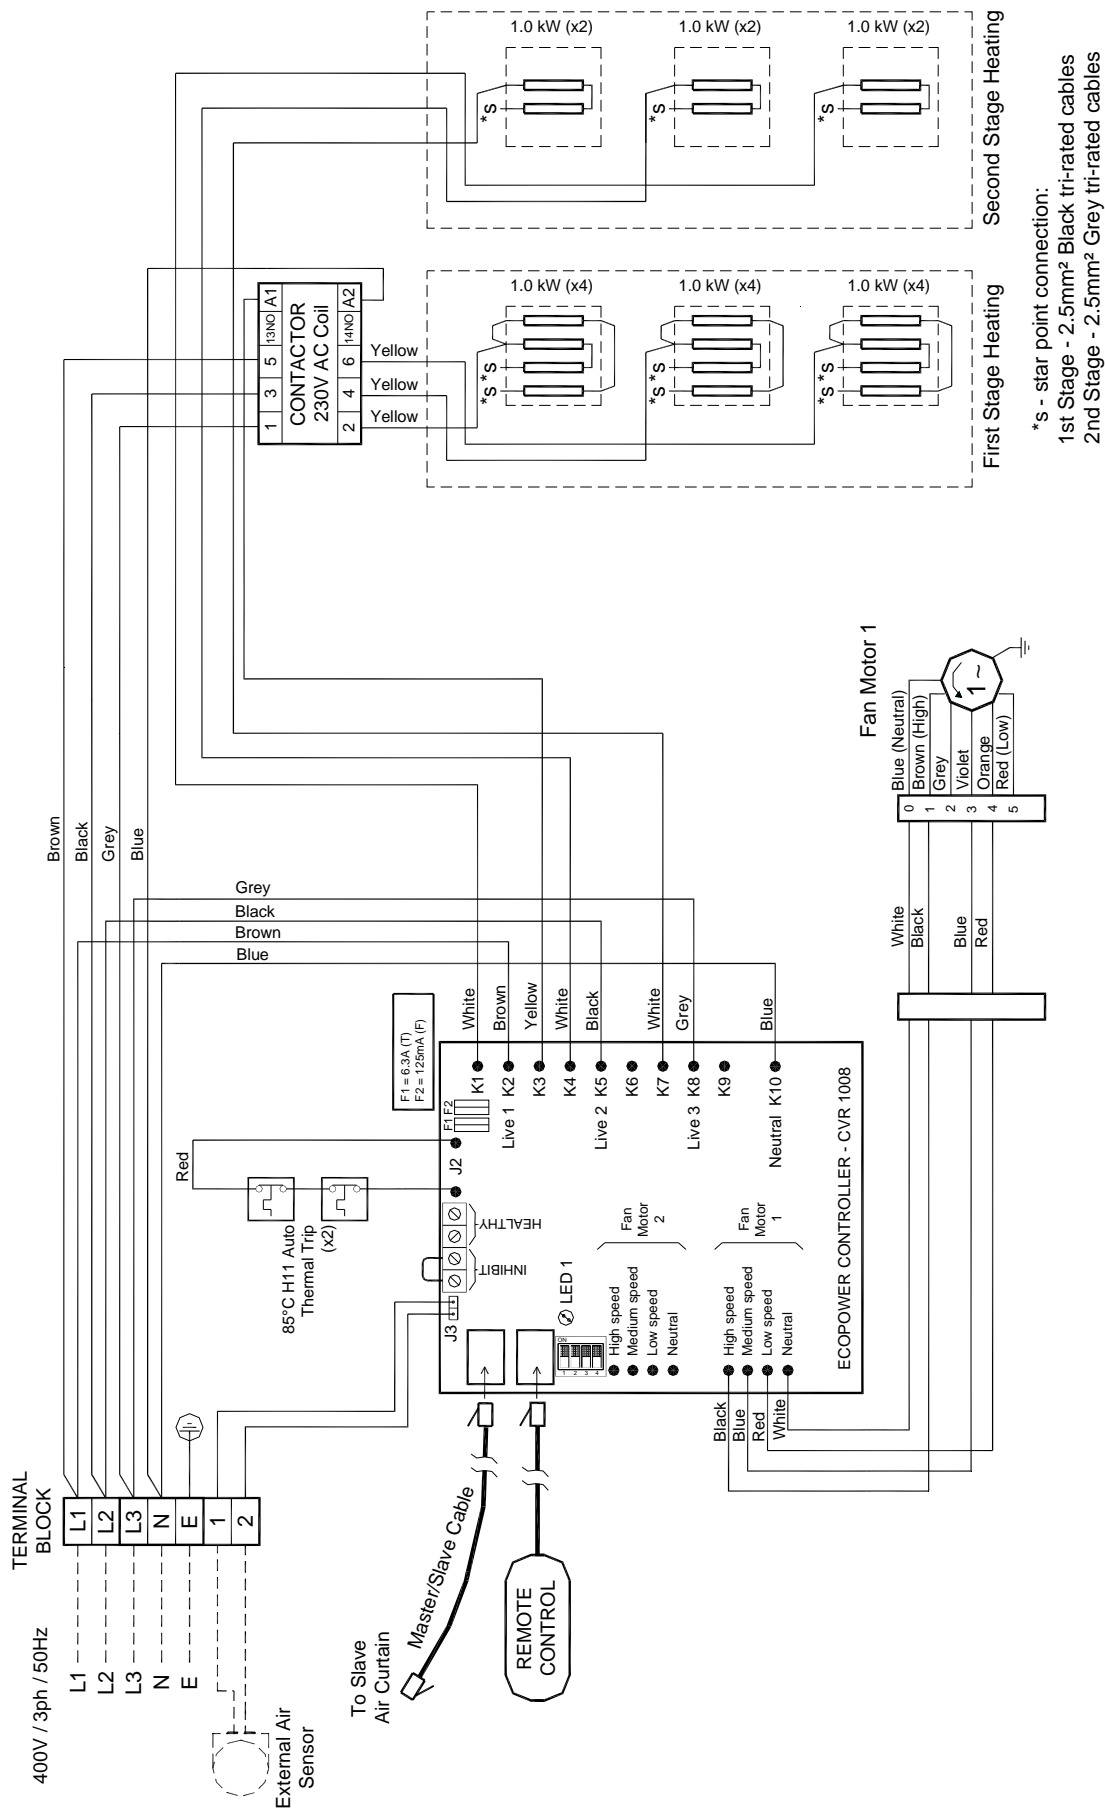 400V / 3ph / 50Hz
TERMINAL
BLOCK
L1
L2
L3
N
E
L1
L2
L3
N
E
1
2
External Air
Sensor
Brown
Black
Grey
Blue
Grey
Black
Brown
Blue
CONTACTOR
230V AC Coil
1
3
5
13NO
A1
2
4
6
14NO
A2
Yellow
Yellow
Yellow
1.0 kW (x2)
1.0 kW (x2)
1.0 kW (x2)
*s
*s
*s
Second Stage Heating
1.0 kW (x4)
1.0 kW (x4)
1.0 kW (x4)
*s
*s
*s
*s
*s
*s
First Stage Heating
*s - star point connection:
1st Stage - 2.5mm² Black tri-rated cables
2nd Stage - 2.5mm² Grey tri-rated cables
85°C H11 Auto
Thermal Trip
(x2)
Red
F1 = 6.3A (T)
F2 = 125mA (F)
White
Brown
Yellow
White
Black
White
Grey
Blue
J3
INHIBIT
HEALTHY
J2
F1
F2
K1
K2
K3
K4
K5
K6
K7
K8
K9
K10
Live 1
Live 2
Live 3
Neutral
ON
1 2 3 4
LED 1
High speed
Medium speed
Low speed
Neutral
Fan
Motor
2
High speed
Medium speed
Low speed
Neutral
Fan
Motor
1
ECOPOWER CONTROLLER - CVR 1008
To Slave
Air Curtain
Master/Slave Cable
REMOTE
CONTROL
Black
Blue
Red
White
White
Black
Blue
Red
0
1
2
3
4
5
Blue (Neutral)
Brown (High)
Grey
Violet
Orange
Red (Low)
Fan Motor 1
1 ~